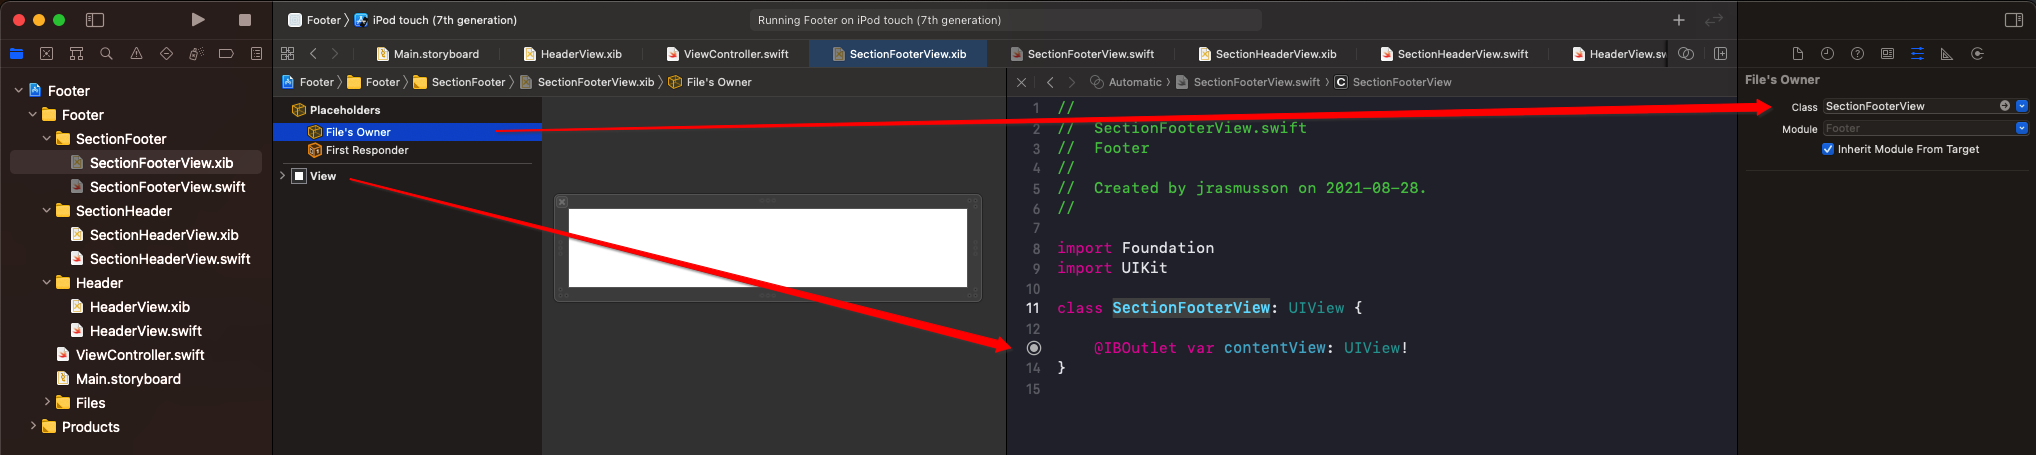 Footer
iPod touch (7th generation)
Running Footer on iPod touch (7th generation)
Main.storyboard
HeaderView.xib
ViewController.swift
SectionFooterView.xib
SectionFooterView.swift
SectionHeaderView.xib
SectionHeaderView.swift
HeaderView.sw
Footer
Footer
SectionFooter
SectionFooterView.xib
SectionFooterView.swift
SectionHeader
SectionHeaderView.xib
SectionHeaderView.swift
Header
HeaderView.xib
HeaderView.swift
ViewController.swift
Main.storyboard
Files
Products
Footer
Footer
SectionFooter
SectionFooterView.xib
File's Owner
Placeholders
File's Owner
First Responder
View
Automatic
SectionFooterView.swift
C SectionFooterView
1 //
2 // SectionFooterView.swift
3 // Footer
4 //
5 // Created by jrasmusson on 2021-08-28.
6 //
7
8 import Foundation
9 import UIKit
10
11 class SectionFooterView: UIView {
12
@IBOutlet var contentView: UIView!
14 }
15
File's Owner
Class SectionFooterView
Module Footer
Inherit Module From Target